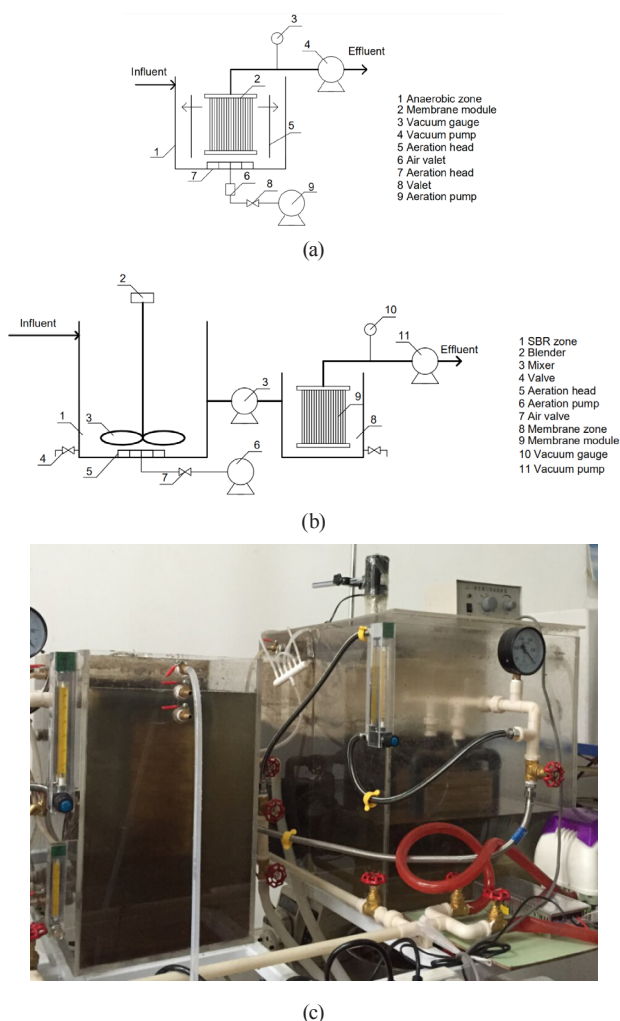 3
4
Effluent
Influent
2
1 Anaerobic zone
2 Membrane module
3 Vacuum gauge
4 Vacuum pump
5 Aeration head
6 Air valet
7 Aeration head
8 Valet
9 Aeration pump
5
1
7
6
8
9
(a)
2
Influent
10
11
Effluent
1 SBR zone
2 Blender
3 Mixer
4 Valve
5 Aeration head
6 Aeration pump
7 Air valve
8 Membrane zone
9 Membrane module
10 Vacuum gauge
11 Vacuum pump
3
9
1
3
8
4
5
7
6
(b)
(c)